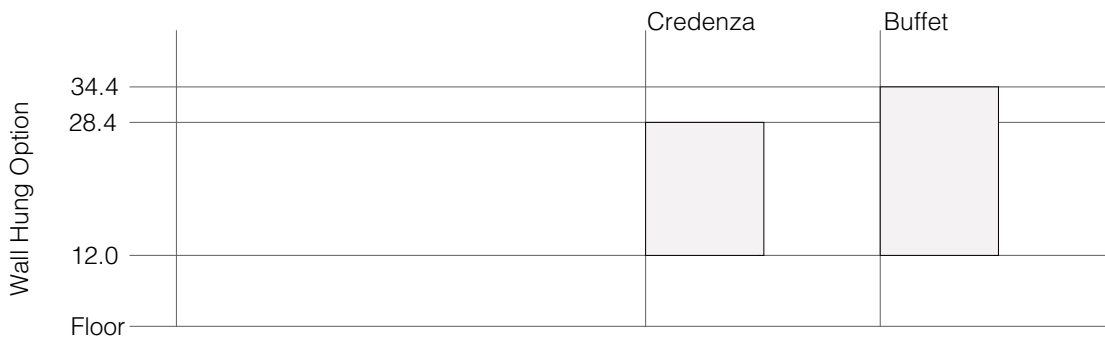 Credenza
Buffet
34.4
28.4
Wall Hung Option
12.0
Floor